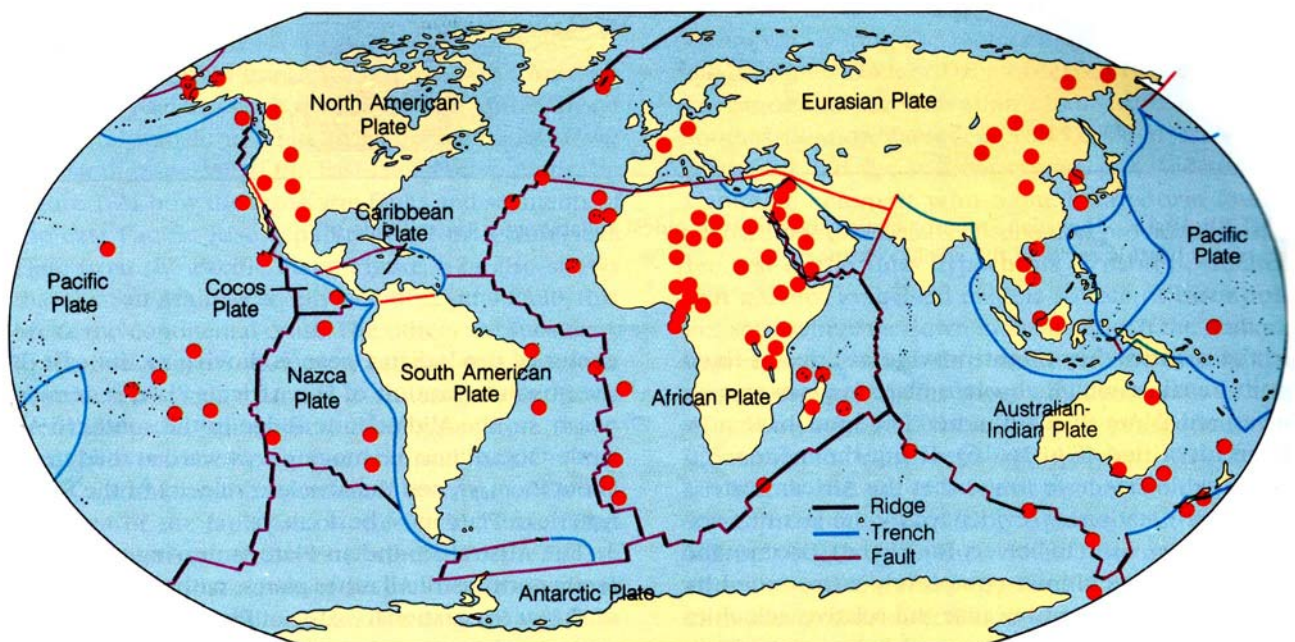 North American
Plate
Eurasian Plate
Caribbean
Plate
Pacific
Plate
Cocos
Plate
Pacific
Plate
Nazca
Plate
South American
Plate
African Plate
Australian-
Indian Plate
Ridge
Trench
Fault
Antarctic Plate